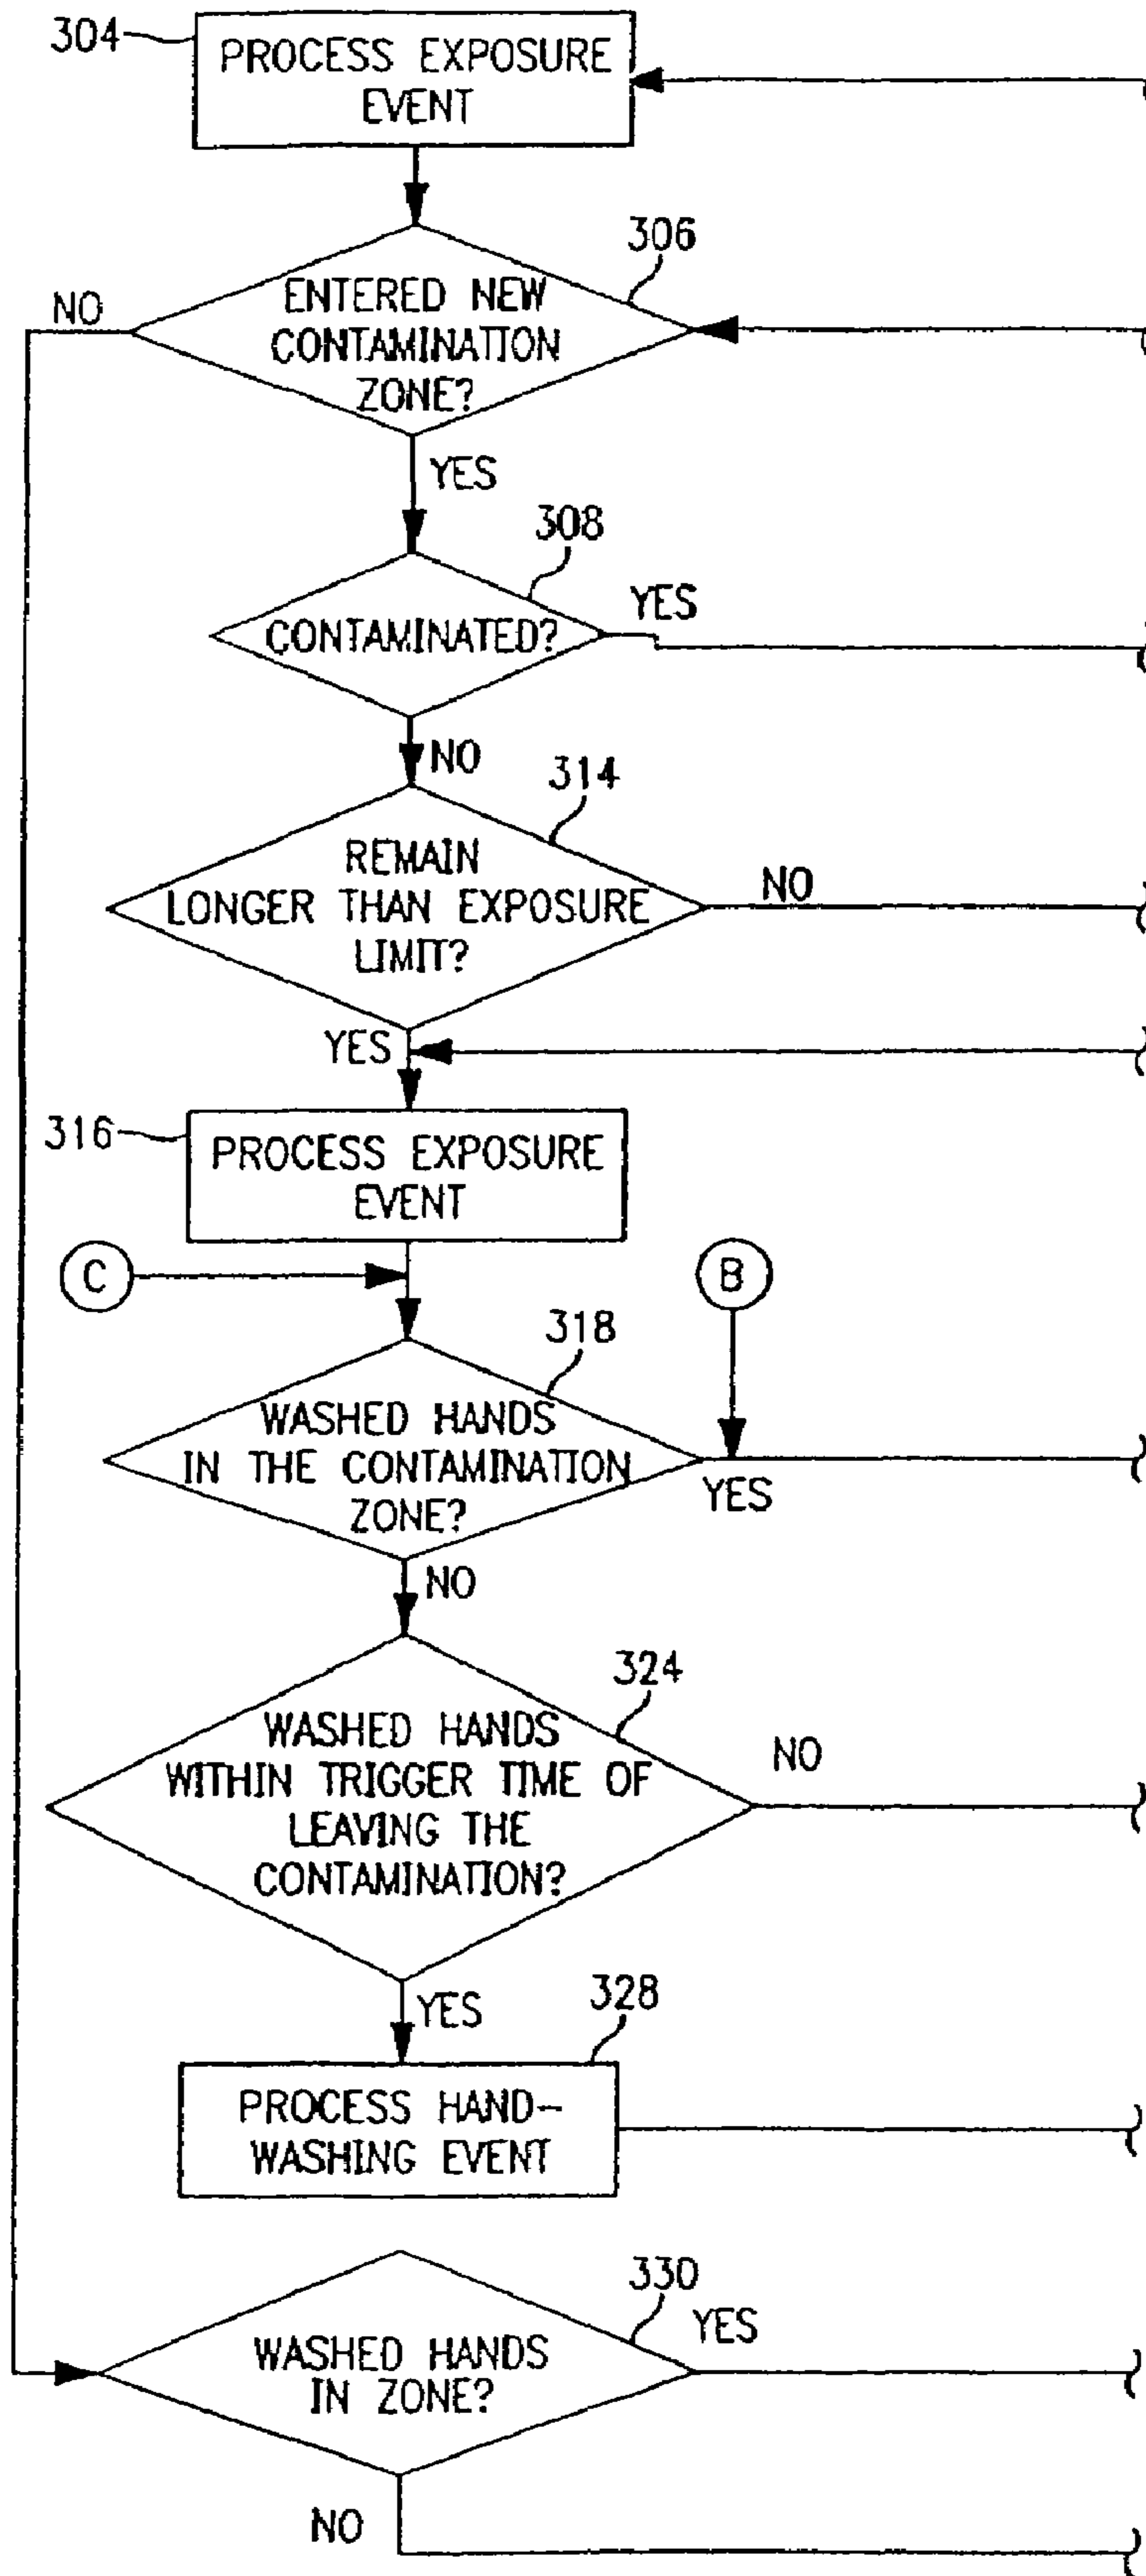 304
PROCESS EXPOSURE
EVENT
306
ENTERED NEW
CONTAMINATION
ZONE?
NO
YES
308
CONTAMINATED?
YES
NO
314
REMAIN
LONGER THAN EXPOSURE
LIMIT?
NO
YES
316
PROCESS EXPOSURE
EVENT
C
B
318
WASHED HANDS
IN THE CONTAMINATION
ZONE?
YES
NO
324
WASHED HANDS
WITHIN TRIGGER TIME OF
LEAVING THE
CONTAMINATION?
NO
YES
328
PROCESS HAND-
WASHING EVENT
330
WASHED HANDS
IN ZONE?
YES
NO